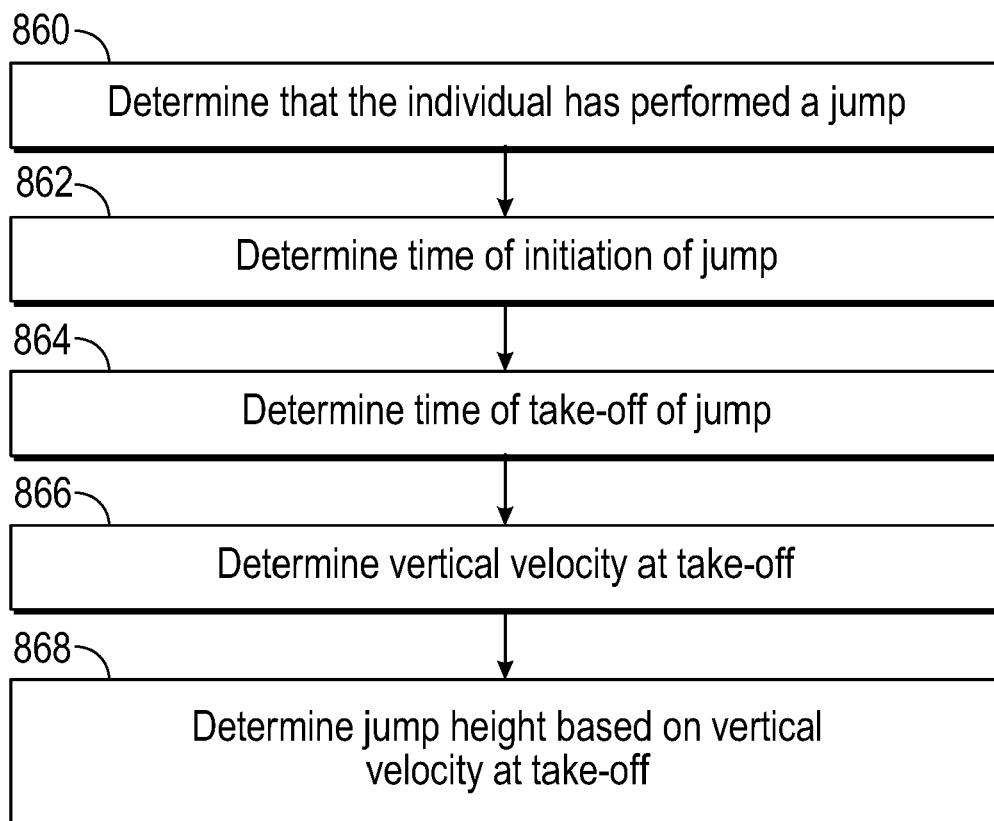 860
Determine that the individual has performed a jump
862
Determine time of initiation of jump
864
Determine time of take-off of jump
866
Determine vertical velocity at take-off
868
Determine jump height based on vertical
velocity at take-off